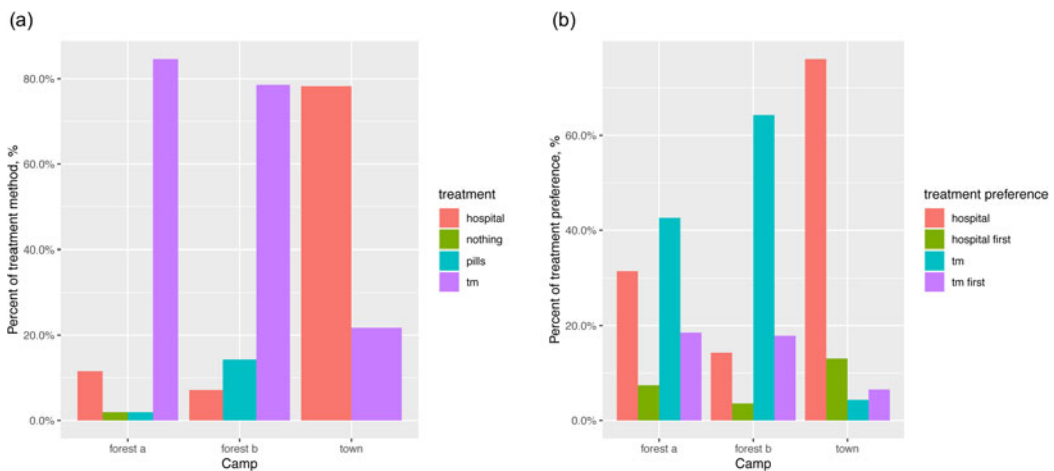 (a)
Percent of treatment method, %
80.0%
60.0%
40.0%
20.0%
0.0%
forest a
forest b
town
Camp
treatment
hospital
nothing
pills
tm
(b)
Percent of treatment preference, %
60.0%
40.0%
20.0%
0.0%
forest a
forest b
town
Camp
treatment preference
hospital
hospital first
tm
tm first